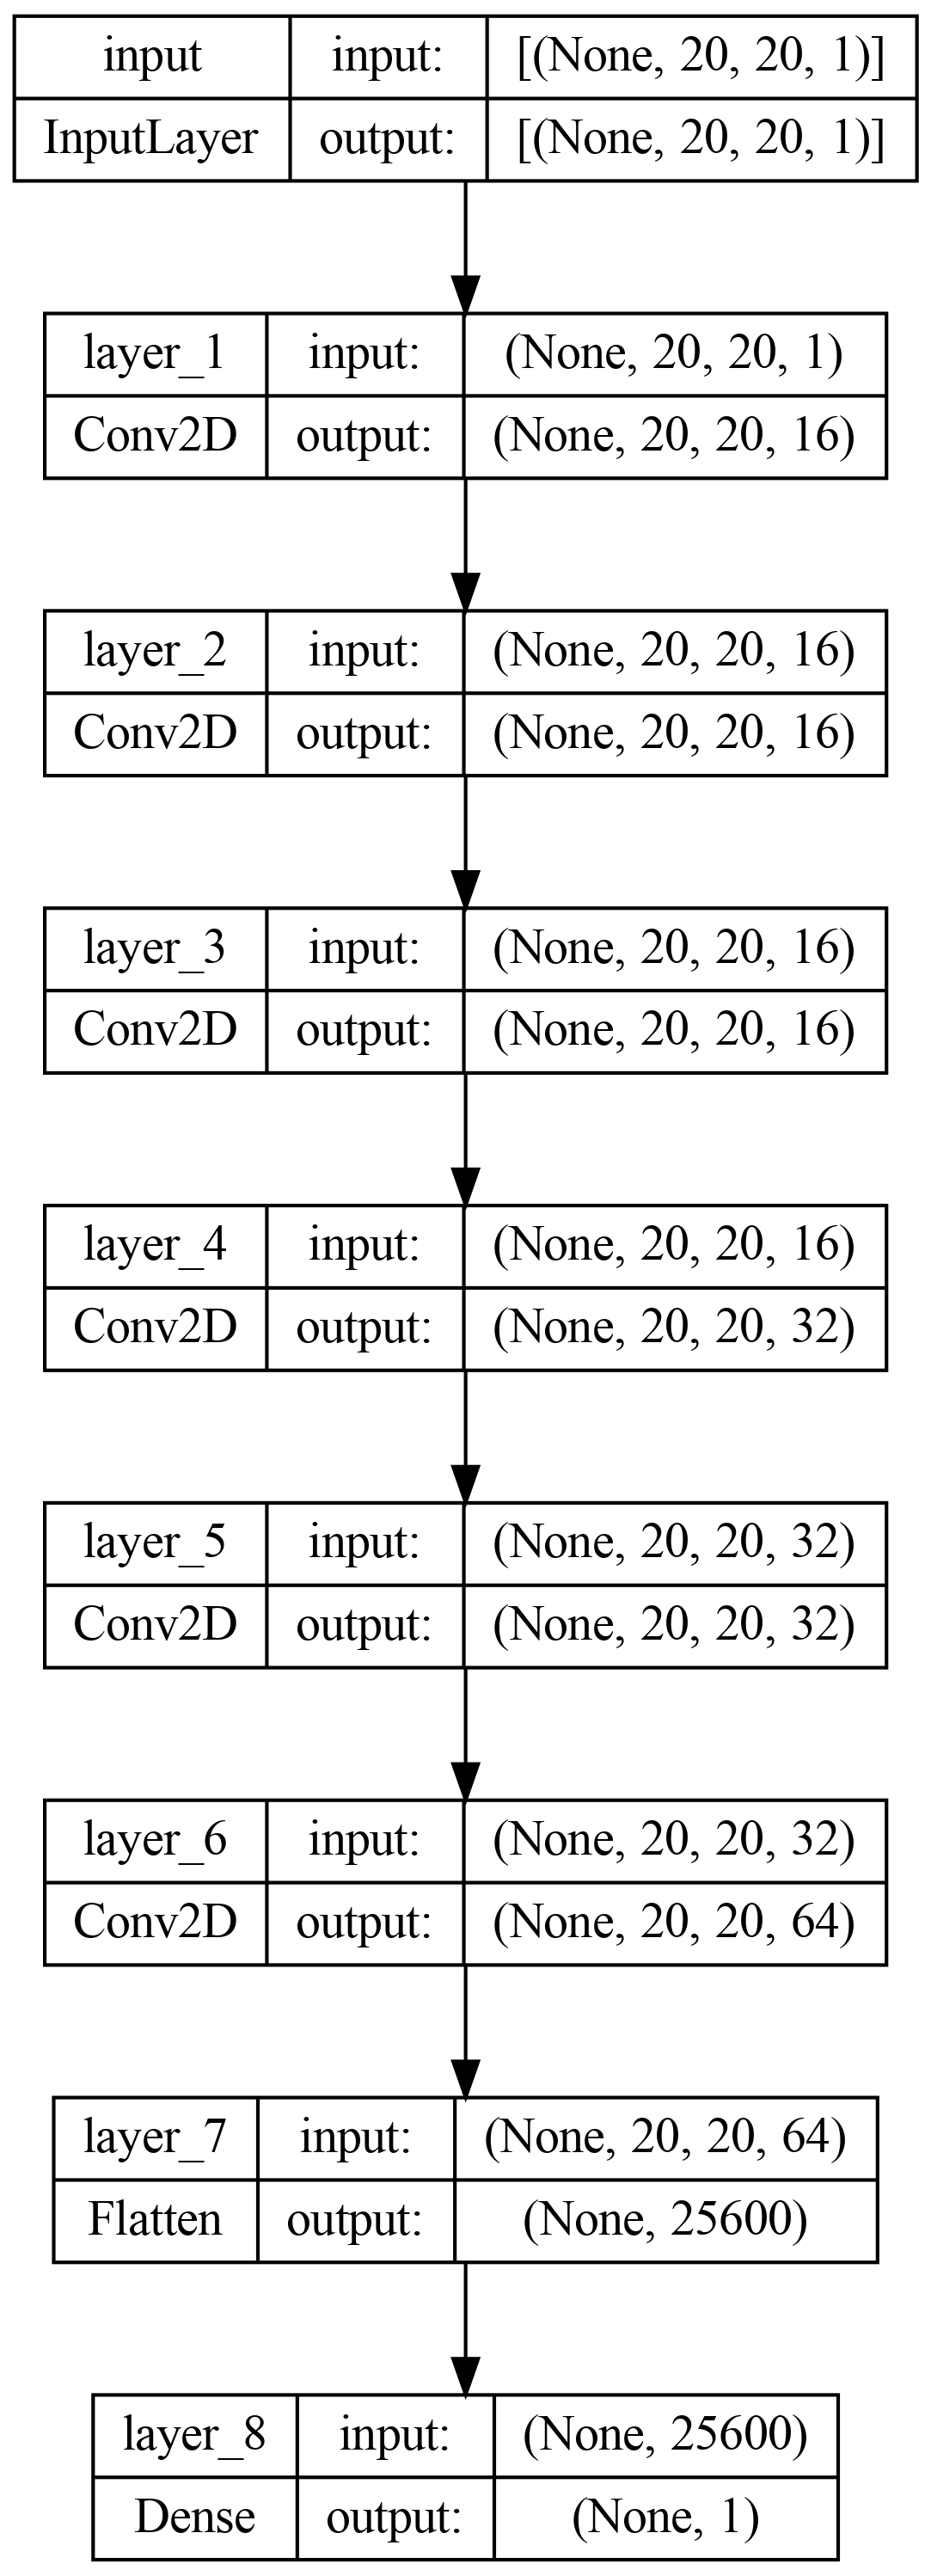 input input: [(None, 20, 20, 1)]
InputLayer output: [(None, 20, 20, 1)]
layer_1 input: (None, 20, 20, 1)
Conv2D output: (None, 20, 20, 16)
layer_2 input: (None, 20, 20, 16)
Conv2D output: (None, 20, 20, 16)
layer_3 input: (None, 20, 20, 16)
Conv2D output: (None, 20, 20, 16)
layer_4 input: (None, 20, 20, 16)
Conv2D output: (None, 20, 20, 32)
layer_5 input: (None, 20, 20, 32)
Conv2D output: (None, 20, 20, 32)
layer_6 input: (None, 20, 20, 32)
Conv2D output: (None, 20, 20, 64)
layer_7 input: (None, 20, 20, 64)
Flatten output: (None, 25600)
layer_8 input: (None, 25600)
Dense output: (None, 1)